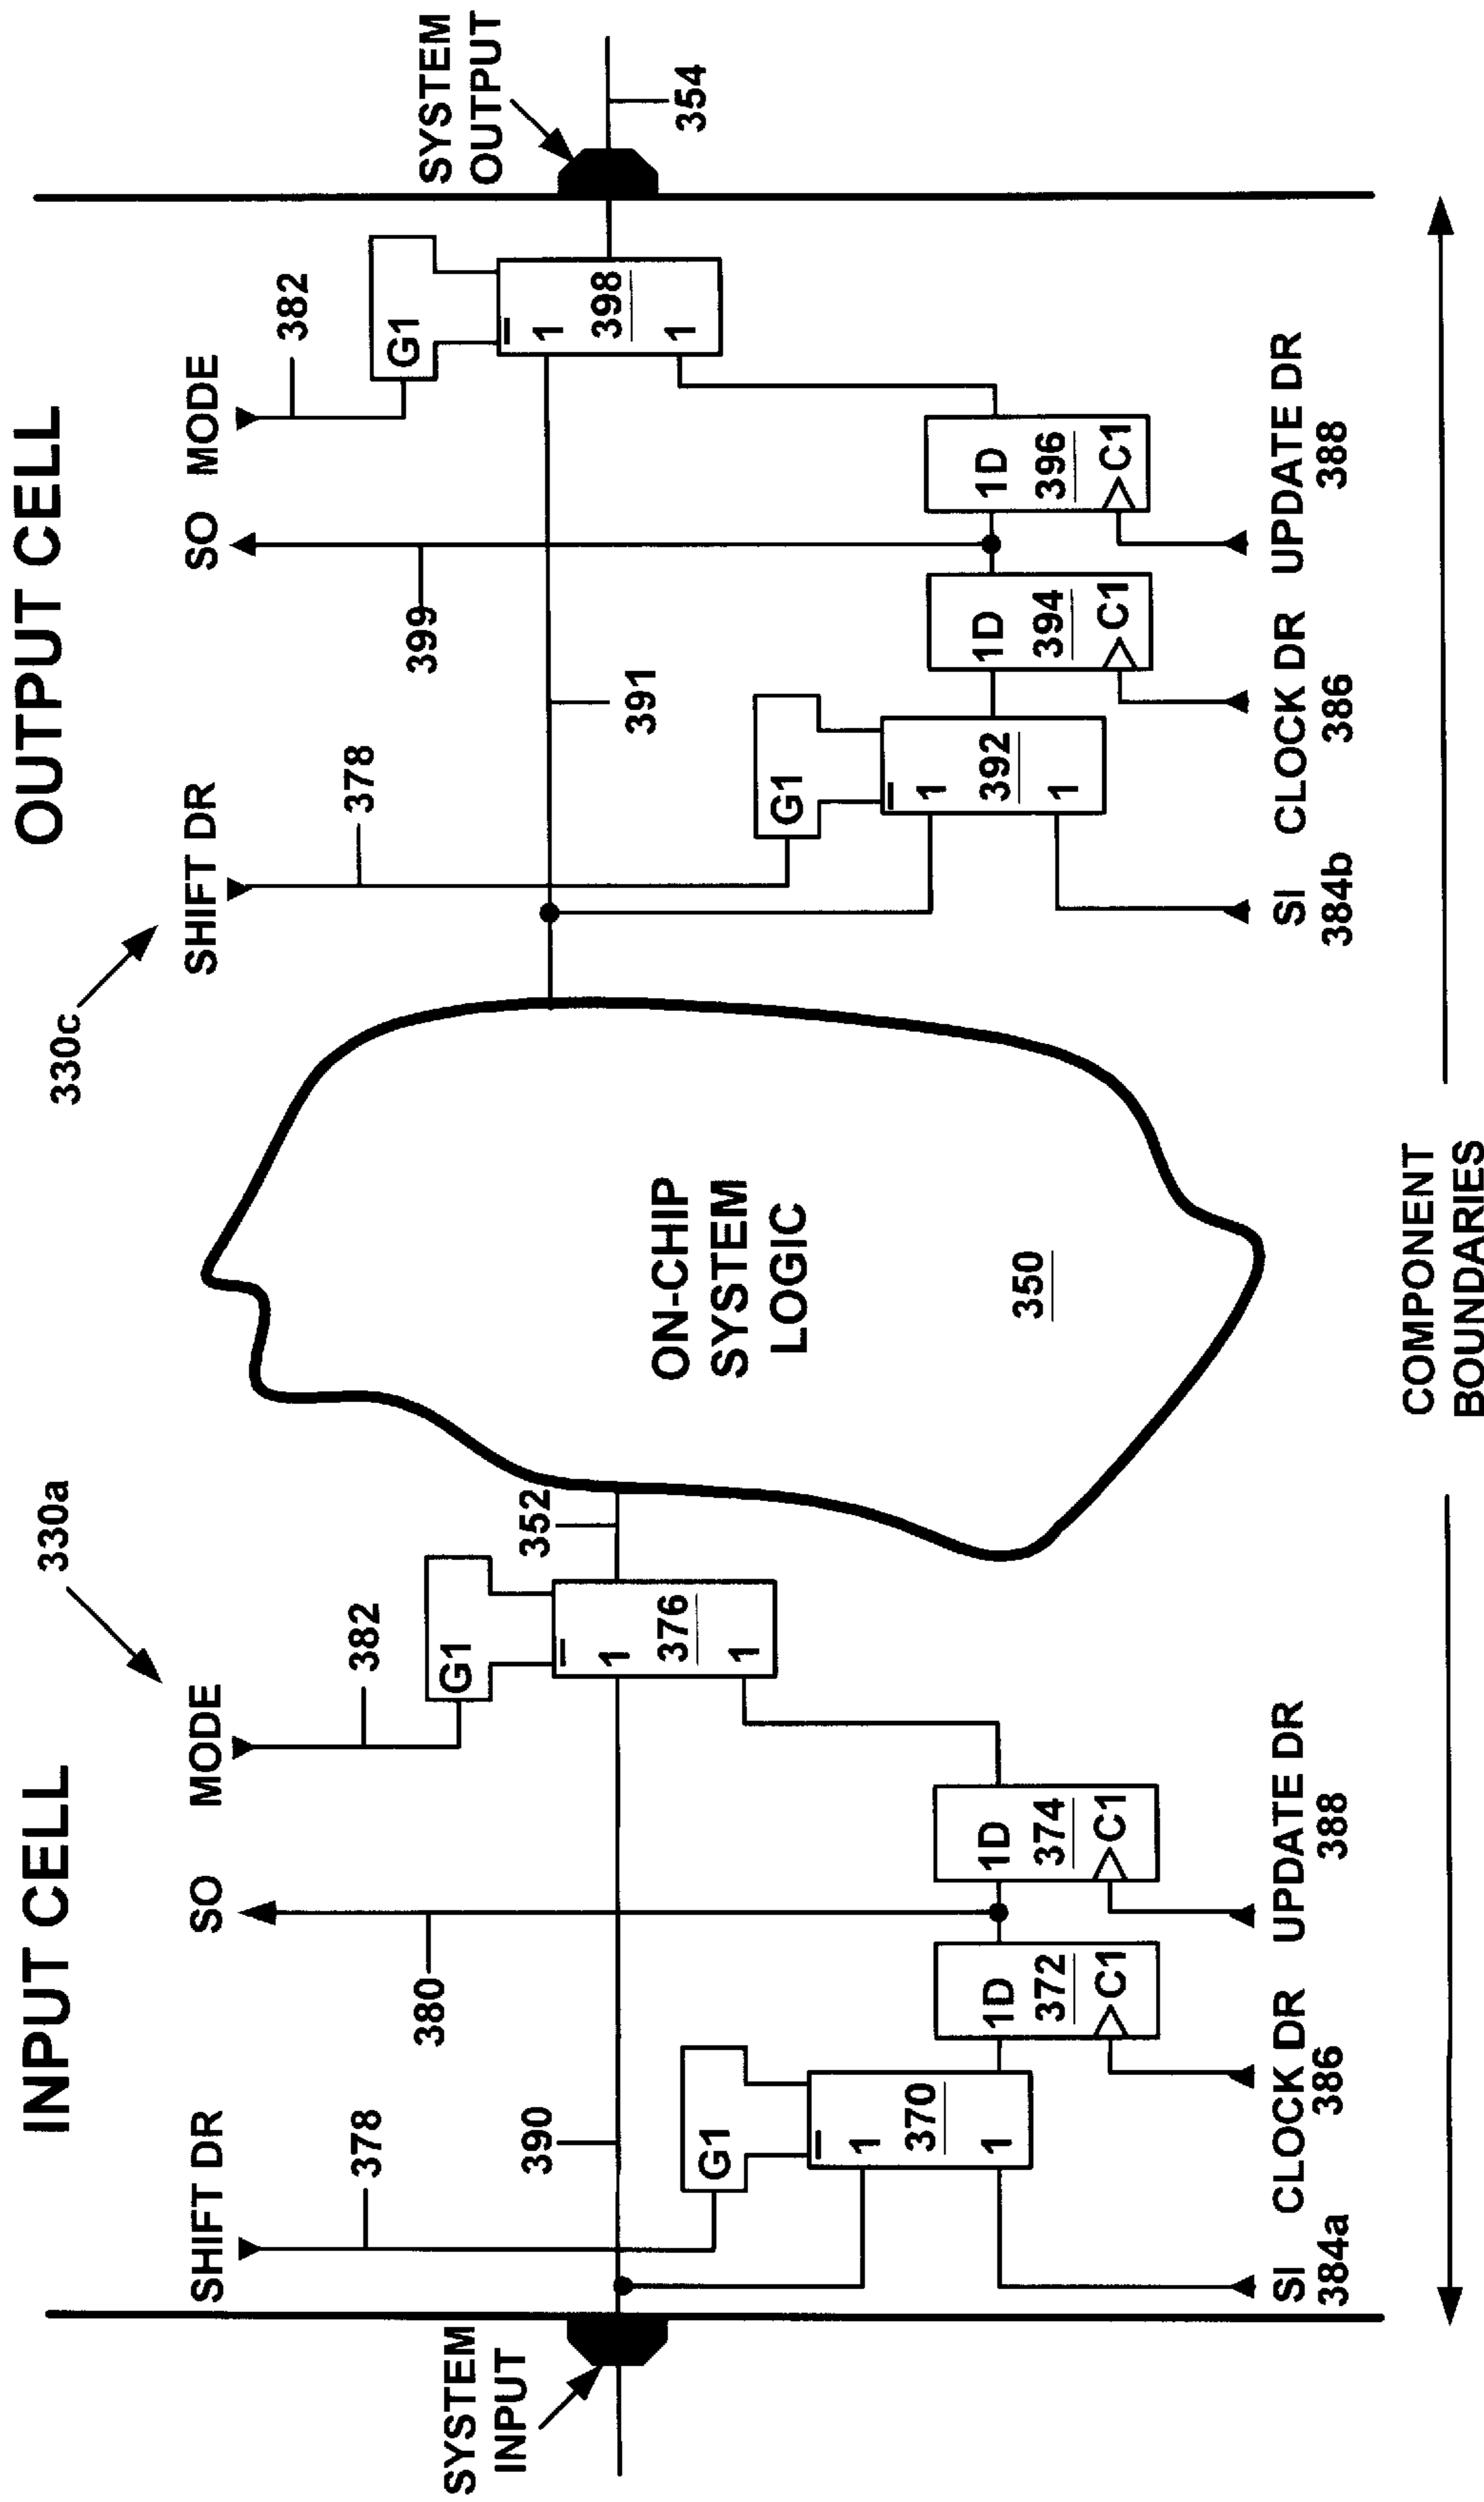 INPUT CELL
330a
330c
OUTPUT CELL
SHIFT DR
SO
MODE
SHIFT DR
SO
MODE
378
380
382
378
399
382
SYSTEM
INPUT
390
G1
352
391
G1
SYSTEM
OUTPUT
354
G1
1
370
1
1
376
1
ON-CHIP
SYSTEM
LOGIC
350
G1
1
392
1
1
398
1
1D
372
C1
1D
374
C1
1D
394
C1
1D
396
C1
SI
384a
CLOCK DR
386
UPDATE DR
388
SI
384b
CLOCK DR
386
UPDATE DR
388
COMPONENT
BOUNDARIES